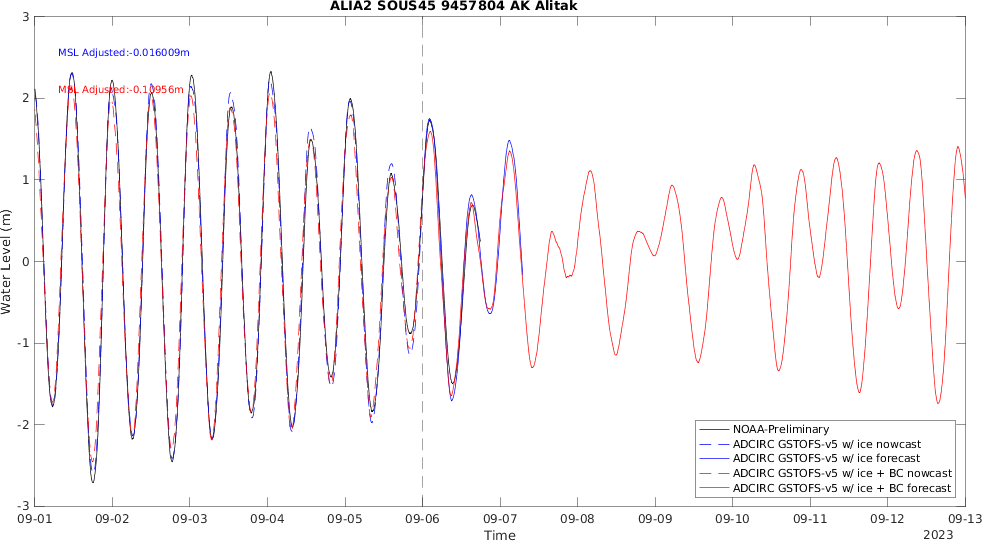 ALIA2 SOUS45 9457804 AK Alitak
3
MSL Adjusted:-0.016009m
MSL Adjusted:-0.10956m
2
1
0
-1
-2
-3
Water Level (m)
NOAA-Preliminary
ADCIRC GSTOFS-v5 w/ ice nowcast
ADCIRC GSTOFS-v5 w/ ice forecast
ADCIRC GSTOFS-v5 w/ ice + BC nowcast
ADCIRC GSTOFS-v5 w/ ice + BC forecast
09-01 09-02 09-03 09-04 09-05 09-06 09-07 09-08 09-09 09-10 09-11 09-12 09-13
Time
2023